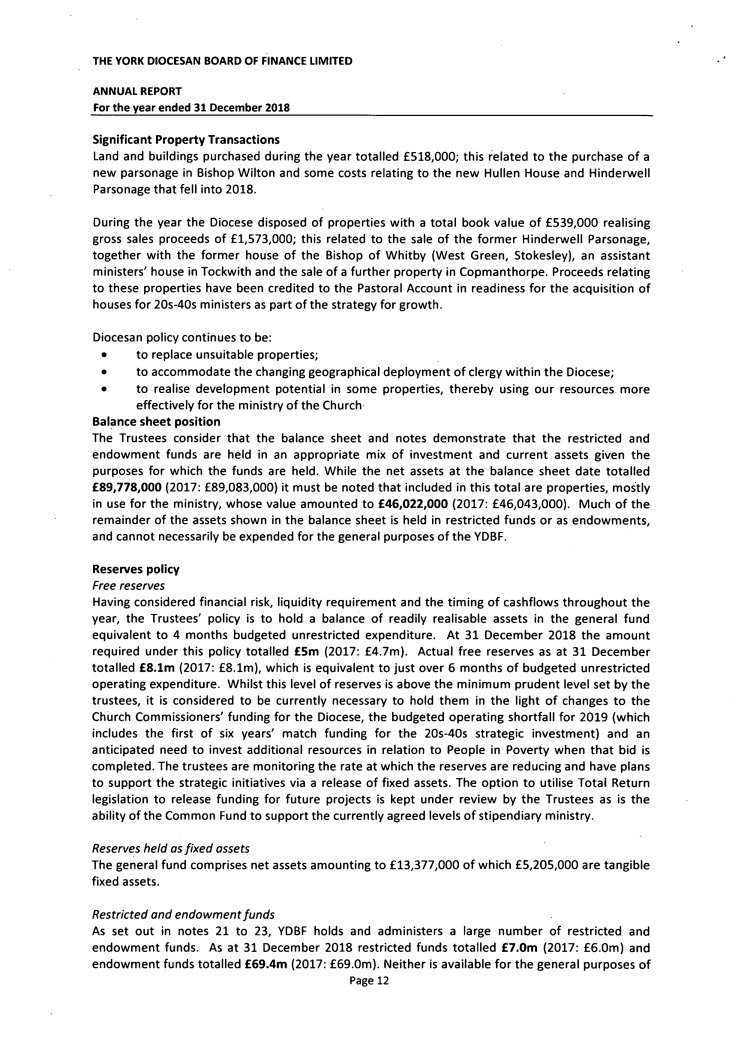 THE YORK DIOCESAN BOARD OF FINANCE LIMITED
ANNUAL REPORT
For the year ended 31 December 2018
Significant Property Transactions
Land and buildings purchased during the year totalled £518,000; this related to the purchase of a
new parsonage in Bishop Wilton and some costs relating to the new Hullen House and Hinderwell
Parsonage that fell into 2018.
During the year the Diocese disposed of properties with a total book value of £539,000 realising
gross sales proceeds of £1,573,000; this related to the sale of the former Hinderwell Parsonage,
together with the former house of the Bishop of Whitby (West Green, Stokesley), an assistant
ministers' house in Tockwith and the sale of a further property in Copmanthorpe. Proceeds relating
to these properties have been credited to the Pastoral Account in readiness for the acquisition of
houses for 20s-40s ministers as part of the strategy for growth.
Diocesan policy continues to be:
• to replace unsuitable properties;
• to accommodate the changing geographical deployment of clergy within the Diocese;
• to realise development potential in some properties, thereby using our resources more
effectively for the ministry of the Church
Balance sheet position
The Trustees consider that the balance sheet and notes demonstrate that the restricted and
endowment funds are held in an appropriate mix of investment and current assets given the
purposes for which the funds are held. While the net assets at the balance sheet date totalled
£89,778,000 (2017: £89,083,000) it must be noted that included in this total are properties, mostly
in use for the ministry, whose value amounted to £46,022,000 (2017: £46,043,000). Much of the
remainder of the assets shown in the balance sheet is held in restricted funds or as endowments,
and cannot necessarily be expended for the general purposes of the YDBF.
Reserves policy
Free reserves
Having considered financial risk, liquidity requirement and the timing of cashflows throughout the
year, the Trustees' policy is to hold a balance of readily realisable assets in the general fund
equivalent to 4 months budgeted unrestricted expenditure. At 31 December 2018 the amount
required under this policy totalled £5m (2017: £4.7m). Actual free reserves as at 31 December
totalled £8.1m (2017: £8.1m), which is equivalent to just over 6 months of budgeted unrestricted
operating expenditure. Whilst this level of reserves is above the minimum prudent level set by the
trustees, it is considered to be currently necessary to hold them in the light of changes to the
Church Commissioners' funding for the Diocese, the budgeted operating shortfall for 2019 (which
includes the first of six years' match funding for the 20s-40s strategic investment) and an
anticipated need to invest additional resources in relation to People in Poverty when that bid is
completed. The trustees are monitoring the rate at which the reserves are reducing and have plans
to support the strategic initiatives via a release of fixed assets. The option to utilise Total Return
legislation to release funding for future projects is kept under review by the Trustees as is the
ability of the Common Fund to support the currently agreed levels of stipendiary ministry.
Reserves held as fixed assets
The general fund comprises net assets amounting to £13,377,000 of which £5,205,000 are tangible
fixed assets.
Restricted and endowment funds
As set out in notes 21 to 23, YDBF holds and administers a large number of restricted and
endowment funds. As at 31 December 2018 restricted funds totalled £7.0m (2017: £6.0m) and
endowment funds totalled £69.4m (2017: £69.0m). Neither is available for the general purposes of
Page 12